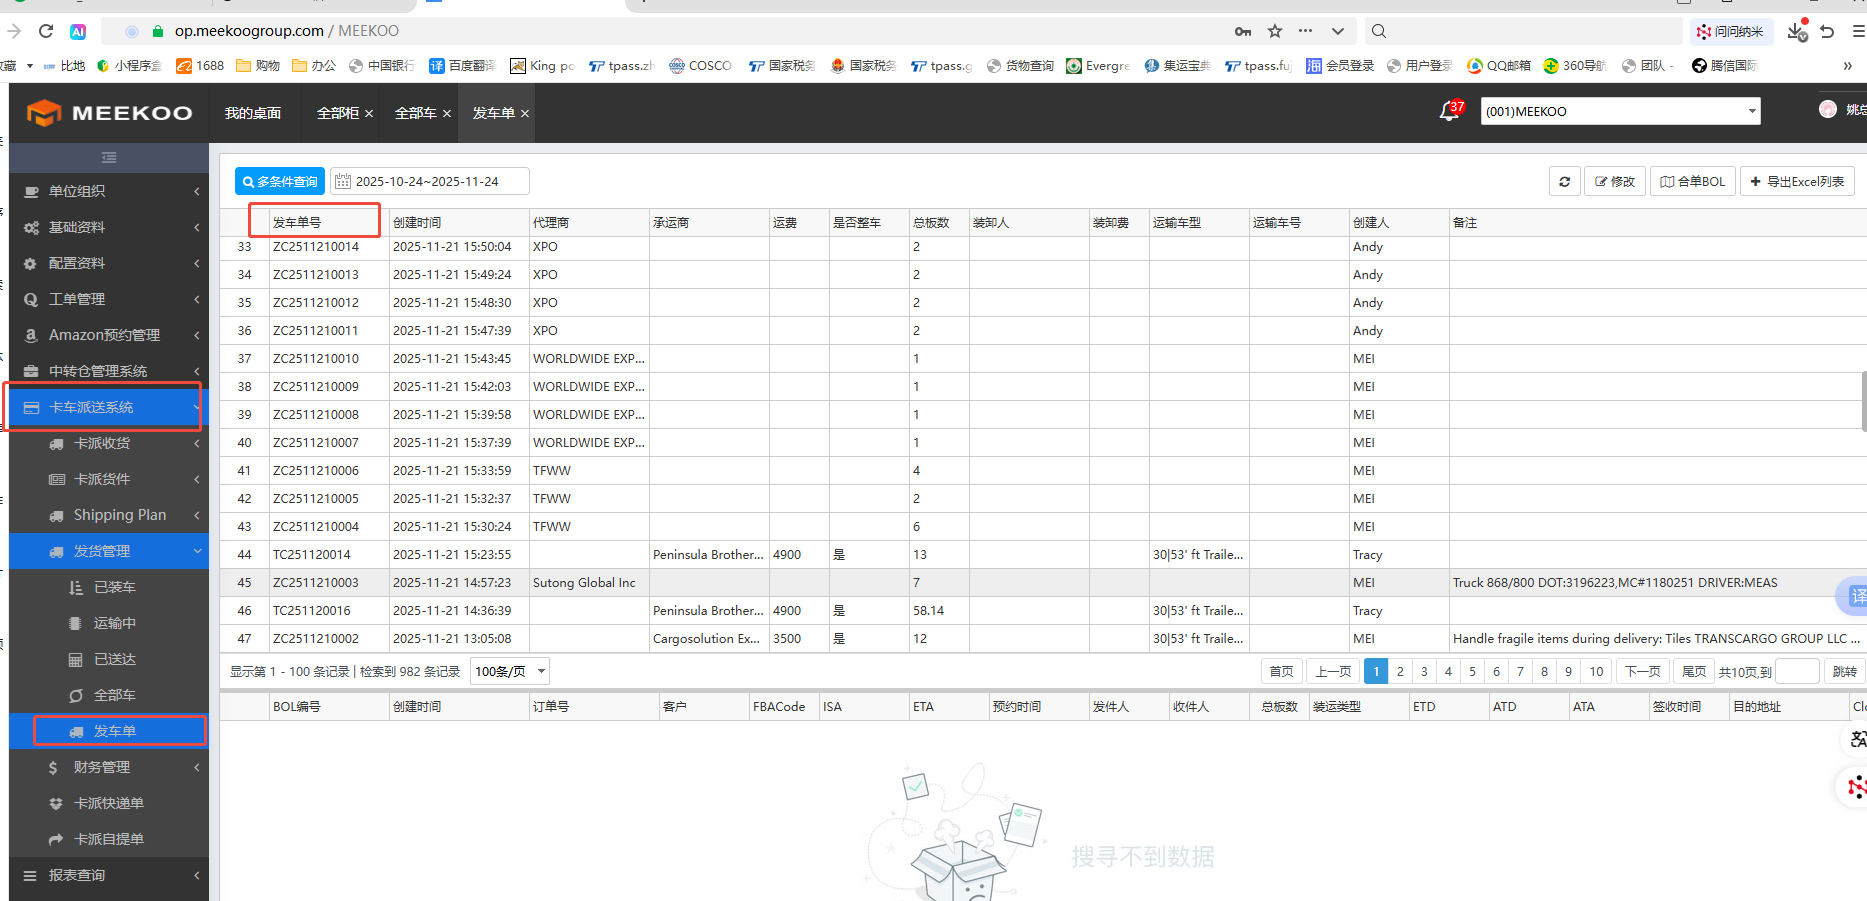 op.meekoogroup.com / MEEKOO
问问纳米
比地
小程序盒
1688
购物
办公
中国银行
百度翻译
King po
tpass.zh
COSCO
国家税务
国家税务
tpass.g
货物查询
Evergre
集运宝典
tpass.fuj
会员登录
用户登录
QQ邮箱
360导航
团队 -
腾信国际
MEEKOO
我的桌面
全部柜 ×
全部车 ×
发车单 ×
37
(001)MEEKOO
单位组织
基础资料
配置资料
工单管理
Amazon预约管理
中转仓管理系统
卡车派送系统
卡派收货
卡派货件
Shipping Plan
发货管理
已装车
运输中
已送达
全部车
发车单
财务管理
卡派快递单
卡派自提单
报表查询
多条件查询 2025-10-24~2025-11-24
修改 合单BOL 导出Excel列表
发车单号 创建时间 代理商 承运商 运费 是否整车 总板数 装卸人 装卸费 运输车型 运输车号 创建人 备注
33 ZC2511210014 2025-11-21 15:50:04 XPO 2 Andy
34 ZC2511210013 2025-11-21 15:49:24 XPO 2 Andy
35 ZC2511210012 2025-11-21 15:48:30 XPO 2 Andy
36 ZC2511210011 2025-11-21 15:47:39 XPO 2 Andy
37 ZC2511210010 2025-11-21 15:43:45 WORLDWIDE EXP... 1 MEI
38 ZC2511210009 2025-11-21 15:42:03 WORLDWIDE EXP... 1 MEI
39 ZC2511210008 2025-11-21 15:39:58 WORLDWIDE EXP... 1 MEI
40 ZC2511210007 2025-11-21 15:37:39 WORLDWIDE EXP... 1 MEI
41 ZC2511210006 2025-11-21 15:33:59 TFWW 4 MEI
42 ZC2511210005 2025-11-21 15:32:37 TFWW 2 MEI
43 ZC2511210004 2025-11-21 15:30:24 TFWW 6 MEI
44 TC251120014 2025-11-21 15:23:55 Peninsula Brother... 4900 是 13 30|53' ft Traile... Tracy
45 ZC2511210003 2025-11-21 14:57:23 Sutong Global Inc 7 MEI Truck 868/800 DOT:3196223,MC#1180251 DRIVER:MEAS
46 TC251120016 2025-11-21 14:36:39 Peninsula Brother... 4900 是 58.14 30|53' ft Traile... Tracy
47 ZC2511210002 2025-11-21 13:05:08 Cargosolution Ex... 3500 是 12 30|53' ft Traile... MEI Handle fragile items during delivery: Tiles TRANSCARGO GROUP LLC ...
显示第 1 - 100 条记录 | 检索到 982 条记录 100条/页 首页 上一页 1 2 3 4 5 6 7 8 9 10 下一页 尾页 共10页,到 跳转
BOL编号 创建时间 订单号 客户 FBACode ISA ETA 预约时间 发件人 收件人 总板数 装运类型 ETD ATD ATA 签收时间 目的地址
搜寻不到数据